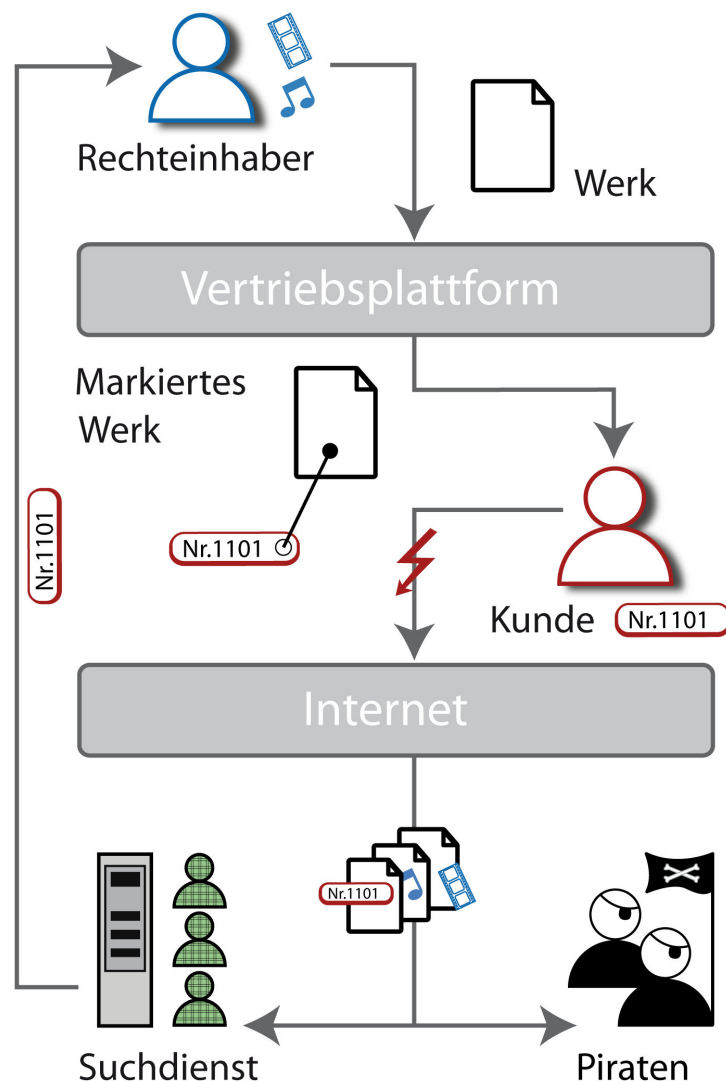 Rechteinhaber
Werk
Vertriebsplattform
Markiertes
Werk
Nr.1101
Nr.1101
Kunde
Nr.1101
Internet
Nr.1101
Suchdienst
Piraten